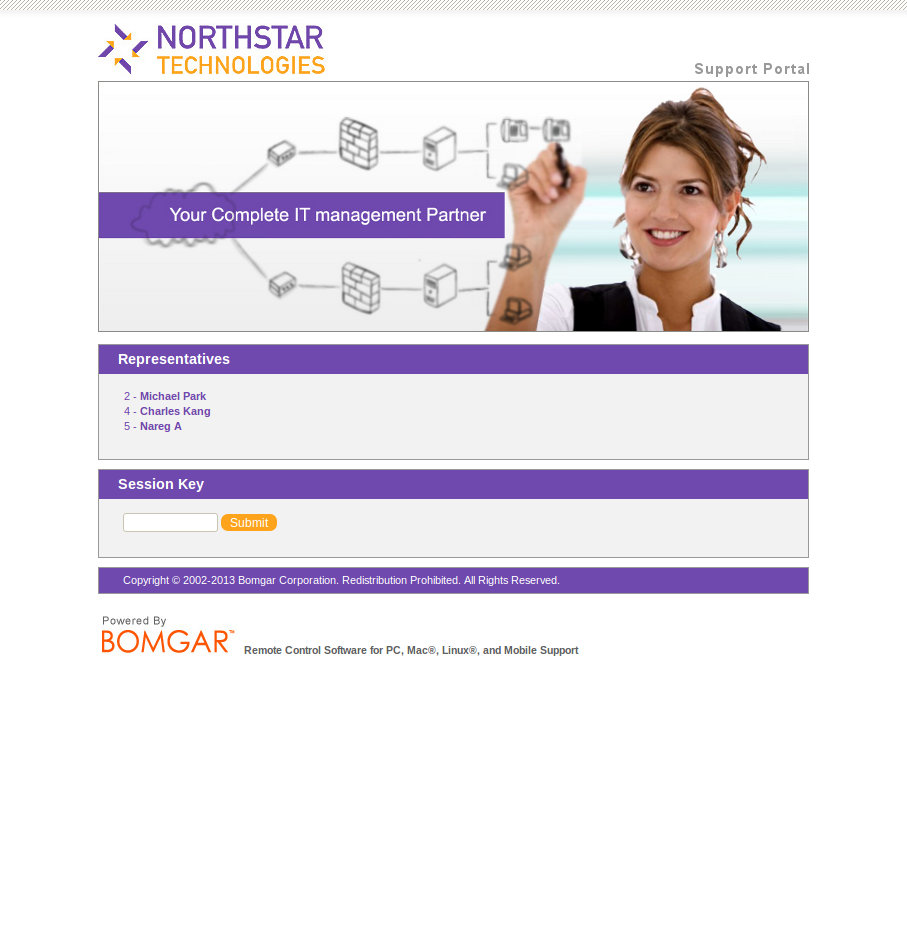 NORTHSTAR
TECHNOLOGIES
Support Portal
Your Complete IT management Partner
Representatives
2 - Michael Park
4 - Charles Kang
5 - Nareg A
Session Key
Submit
Copyright © 2002-2013 Bomgar Corporation. Redistribution Prohibited. All Rights Reserved.
Powered By
BOMGAR™ Remote Control Software for PC, Mac®, Linux®, and Mobile Support